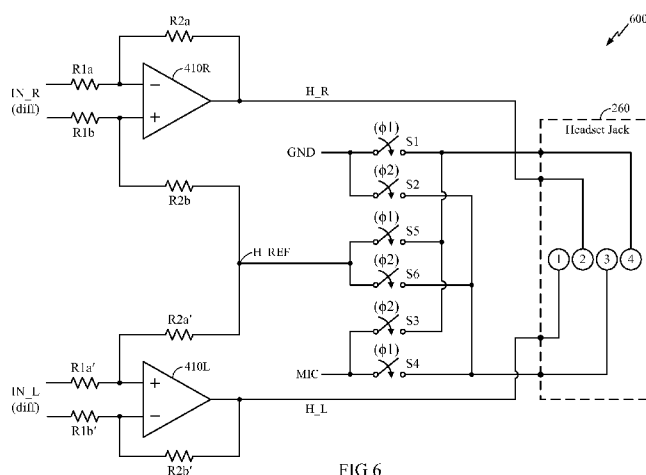 600
R2a
410R
R1a
IN_R
(diff)
−
+
R1b
H_R
260
Headset Jack
(ϕ1)
S1
GND
(ϕ2)
S2
R2b
(ϕ1)
S5
H_REF
(ϕ2)
S6
1
2
3
4
R2a′
(ϕ2)
S3
R1a′
410L
(ϕ1)
S4
MIC
IN_L
(diff)
+
−
R1b′
H_L
R2b′
FIG 6